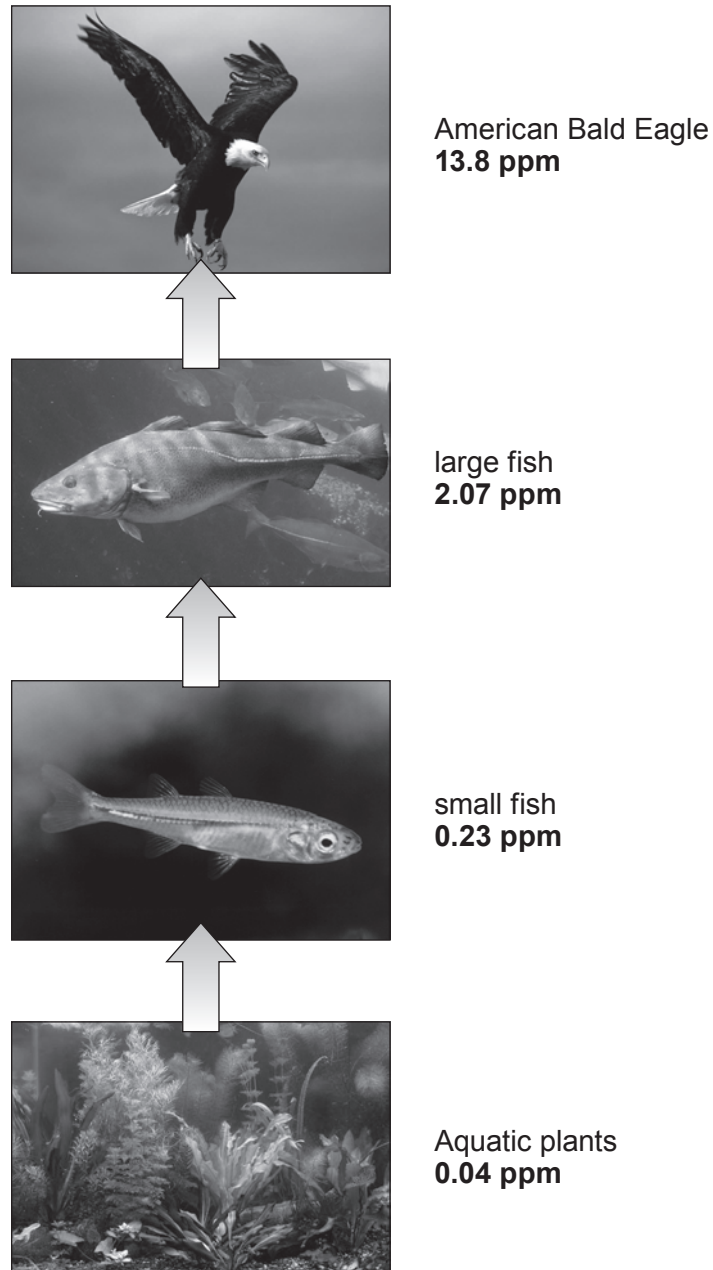 American Bald Eagle
13.8 ppm
large fish
2.07 ppm
small fish
0.23 ppm
Aquatic plants
0.04 ppm